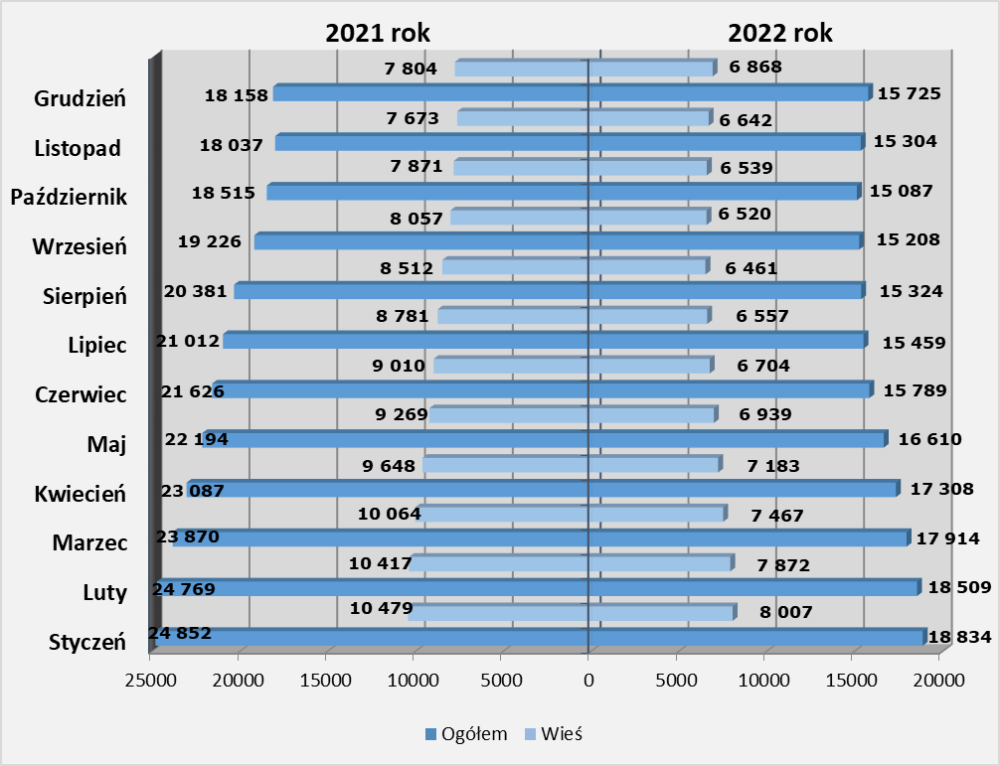 2021 rok 2022 rok
7 804 6 868
Grudzień 18 158 15 725
7 673 6 642
Listopad 18 037 15 304
7 871 6 539
Październik 18 515 15 087
8 057 6 520
Wrzesień 19 226 15 208
8 512 6 461
Sierpień 20 381 15 324
8 781 6 557
Lipiec 21 012 15 459
9 010 6 704
Czerwiec 21 626 15 789
9 269 6 939
Maj 22 194 16 610
9 648 7 183
Kwiecień 23 087 17 308
10 064 7 467
Marzec 23 870 17 914
10 417 7 872
Luty 24 769 18 509
10 479 8 007
Styczeń 24 852 18 834
25000 20000 15000 10000 5000 0 5000 10000 15000 20000
Ogółem Wieś